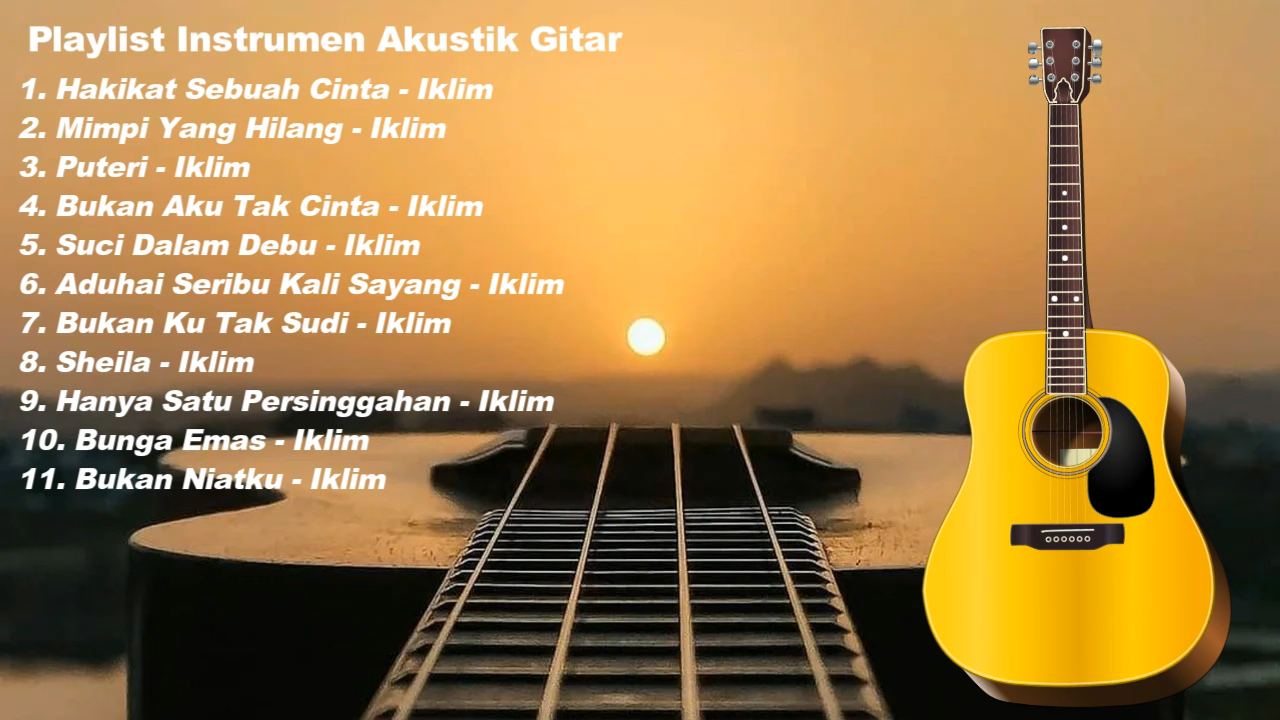 Playlist Instrumen Akustik Gitar
1. Hakikat Sebuah Cinta - Iklim
2. Mimpi Yang Hilang - Iklim
3. Puteri - Iklim
4. Bukan Aku Tak Cinta - Iklim
5. Suci Dalam Debu - Iklim
6. Aduhai Seribu Kali Sayang - Iklim
7. Bukan Ku Tak Sudi - Iklim
8. Sheila - Iklim
9. Hanya Satu Persinggahan - Iklim
10. Bunga Emas - Iklim
11. Bukan Niatku - Iklim